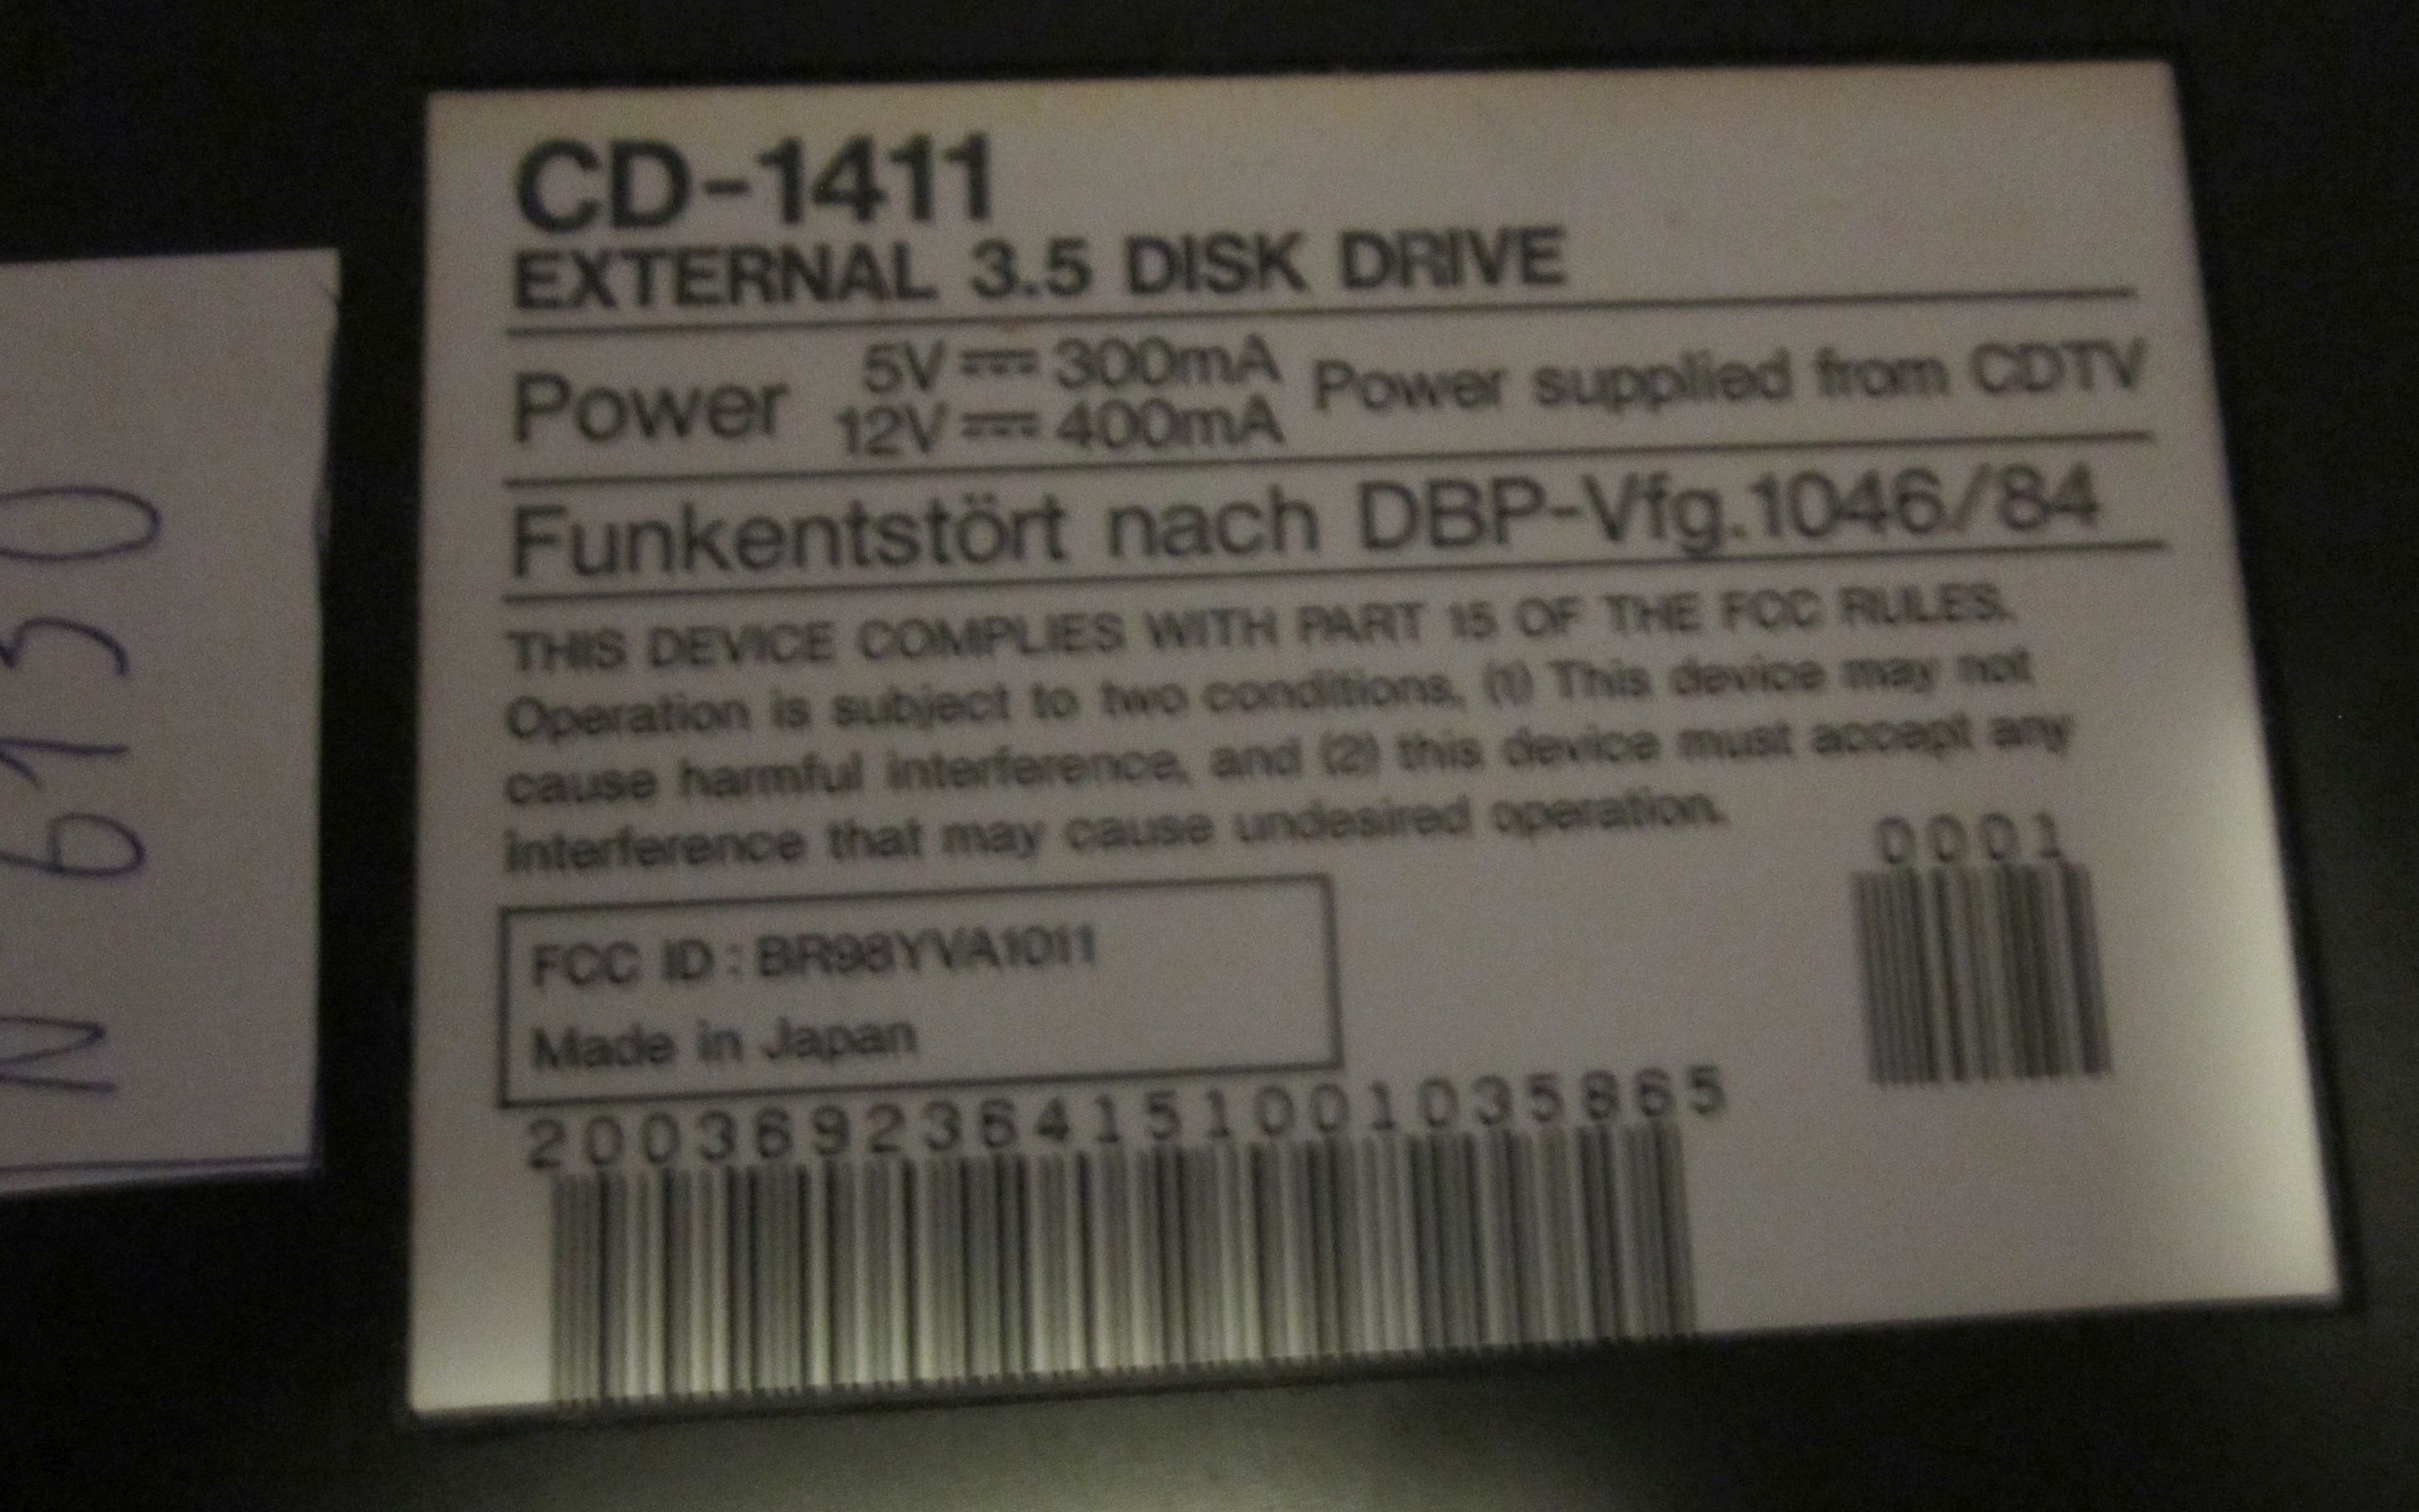 CD-1411
EXTERNAL 3.5 DISK DRIVE
Power 5V 300mA Power supplied from CDTV
12V 400mA
Funkentstört nach DBP-Vfg.1046/84
THIS DEVICE COMPLIES WITH PART 15 OF THE FCC RULES.
Operation is subject to two conditions, (1) This device may not
cause harmful interference, and (2) this device must accept any
interference that may cause undesired operation.
0001
FCC ID : BR98YVA1011
Made in Japan
2003692364151001035865